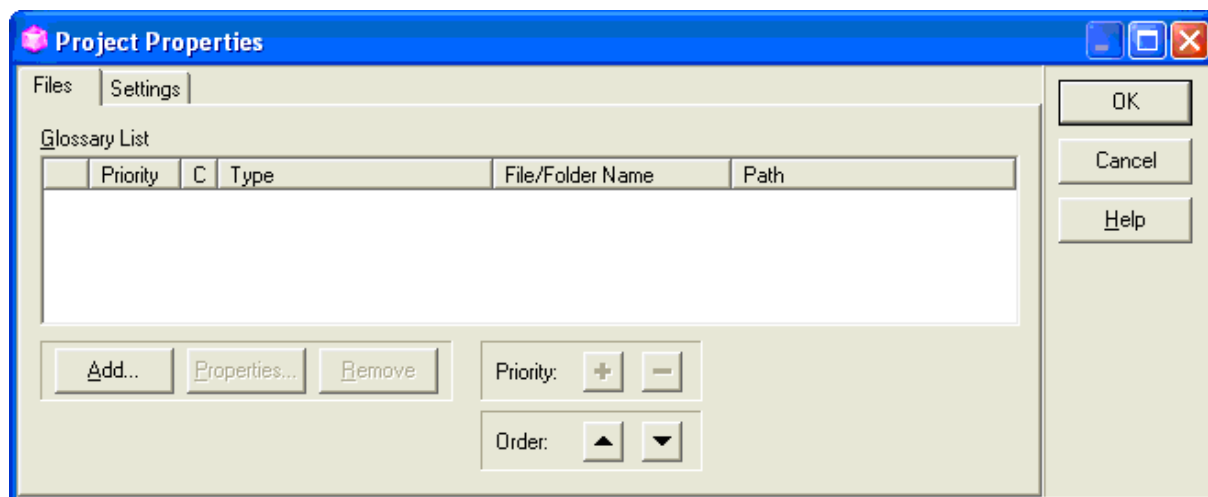 Project Properties
Files Settings
Glossary List
Priority C Type File/Folder Name Path
Add... Properties... Remove
Priority: + −
Order:
OK
Cancel
Help